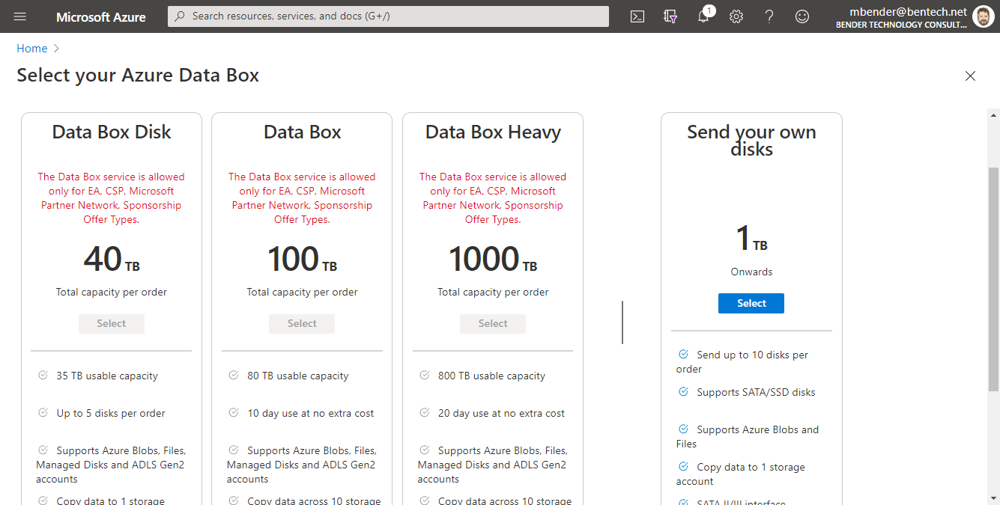 Microsoft Azure
Search resources, services, and docs (G+/)
1
mbender@bentech.net
BENDER TECHNOLOGY CONSULT...
Home
Select your Azure Data Box
Data Box Disk
The Data Box service is allowed
only for EA, CSP, Microsoft
Partner Network, Sponsorship
Offer Types.
40 TB
Total capacity per order
Select
35 TB usable capacity
Up to 5 disks per order
Supports Azure Blobs, Files,
Managed Disks and ADLS Gen2
accounts
Copy data to 1 storage
Data Box
The Data Box service is allowed
only for EA, CSP, Microsoft
Partner Network, Sponsorship
Offer Types.
100 TB
Total capacity per order
Select
80 TB usable capacity
10 day use at no extra cost
Supports Azure Blobs, Files,
Managed Disks and ADLS Gen2
accounts
Copy data across 10 storage
Data Box Heavy
The Data Box service is allowed
only for EA, CSP, Microsoft
Partner Network, Sponsorship
Offer Types.
1000 TB
Total capacity per order
Select
800 TB usable capacity
20 day use at no extra cost
Supports Azure Blobs, Files,
Managed Disks and ADLS Gen2
accounts
Copy data across 10 storage
Send your own
disks
1 TB
Onwards
Select
Send up to 10 disks per
order
Supports SATA/SSD disks
Supports Azure Blobs and
Files
Copy data to 1 storage
account
SATA II/III interface